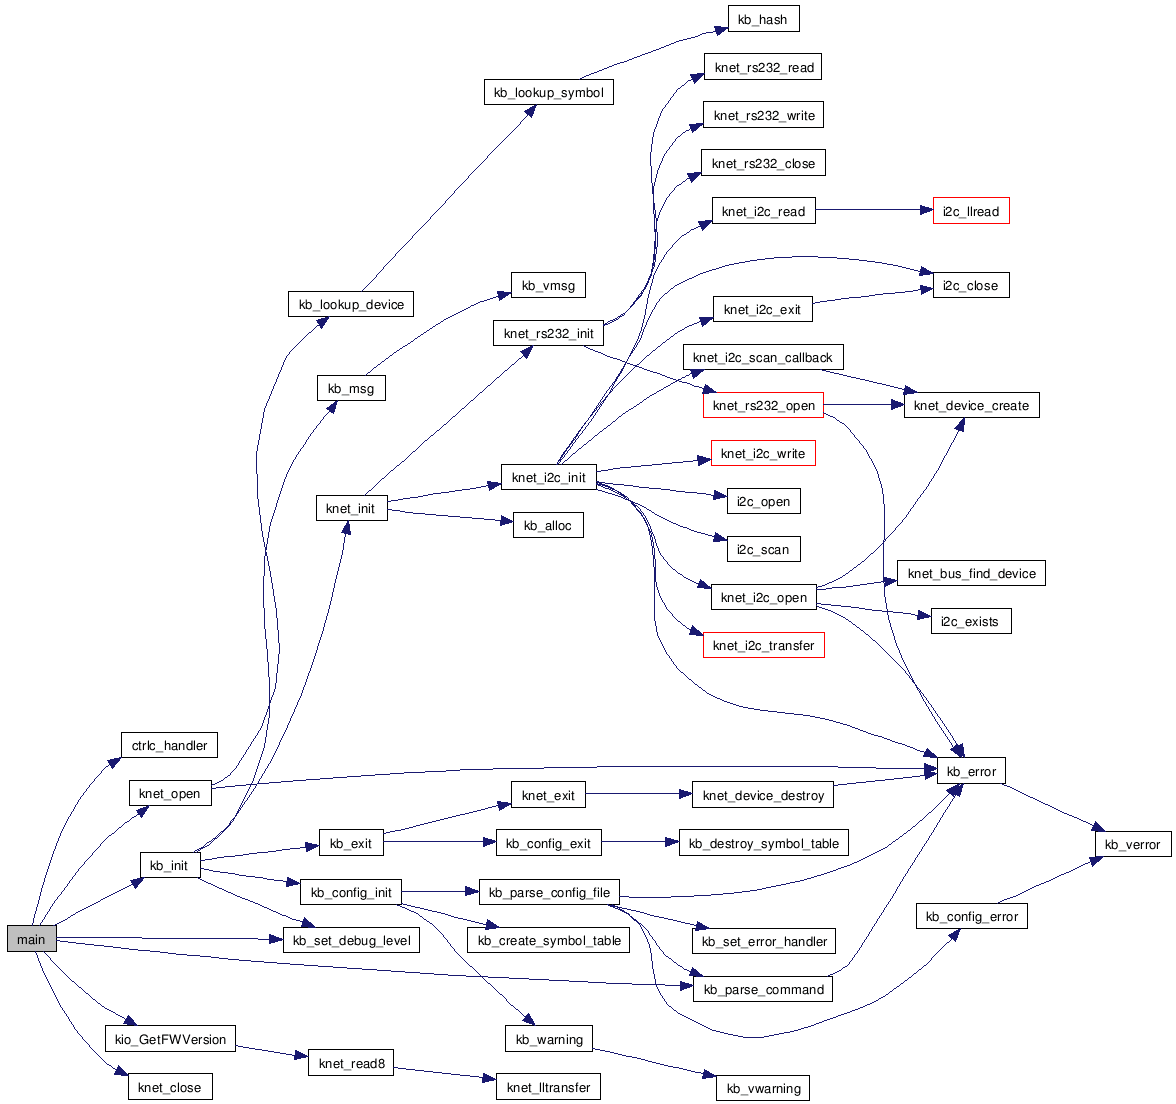 kb_hash
knet_rs232_read
kb_lookup_symbol
knet_rs232_write
knet_rs232_close
knet_i2c_read
i2c_llread
kb_vmsg
i2c_close
kb_lookup_device
knet_i2c_exit
knet_rs232_init
knet_i2c_scan_callback
kb_msg
knet_rs232_open
knet_device_create
knet_i2c_write
knet_i2c_init
i2c_open
knet_init
kb_alloc
i2c_scan
knet_bus_find_device
knet_i2c_open
i2c_exists
knet_i2c_transfer
ctrlc_handler
kb_error
knet_open
knet_exit
knet_device_destroy
kb_exit
kb_config_exit
kb_destroy_symbol_table
kb_verror
kb_init
kb_config_init
kb_parse_config_file
kb_config_error
main
kb_set_debug_level
kb_create_symbol_table
kb_set_error_handler
kb_parse_command
kio_GetFWVersion
kb_warning
knet_read8
knet_close
knet_lltransfer
kb_vwarning